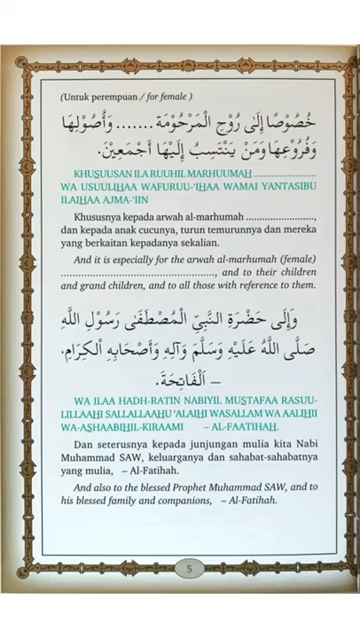 (Untuk perempuan / for female )
خُصُوْصًا إِلَى رُوْحِ الْمَرْحُوْمَة ....... وَأُصُوْلِهَا
وَفُرُوْعِهَا وَمَنْ يَنْتَسِبُ إِلَيْهَا أَجْمَعِيْنَ.
KHUSUUSAN ILA RUUHIL MARHUUMAH ........................
WA USUULIHAA WAFURUU-'IHAA WAMAI YANTASIBU
ILAIHAA AJMA-'IIN
Khususnya kepada arwah al-marhumah .......................,
dan kepada anak cucunya, turun temurunnya dan mereka
yang berkaitan kepadanya sekalian.
And it is especially for the arwah al-marhumah (female)
....................................................., and to their children
and grand children, and to all those with reference to them.
وَإِلَى حَضْرَةِ النَّبِيِّ الْمُصْطَفَى رَسُوْلِ اللَّهِ
صَلَّى اللَّهُ عَلَيْهِ وَسَلَّمَ وَآلِهِ وَأَصْحَابِهِ الْكِرَامِ،
– اَلْفَاتِحَةَ.
WA ILAA HADH-RATIN NABIYIL MUSTAFAA RASUU-
LILLAAHI SALLALLAAHU 'ALAIHI WASALLAM WA AALIHII
WA-ASHAABIHIL-KIRAAMI – AL-FAATIHAH.
Dan seterusnya kepada junjungan mulia kita Nabi
Muhammad SAW, keluarganya dan sahabat-sahabatnya
yang mulia, – Al-Fatihah.
And also to the blessed Prophet Muhammad SAW, and to
his blessed family and companions, – Al-Fatihah.
5